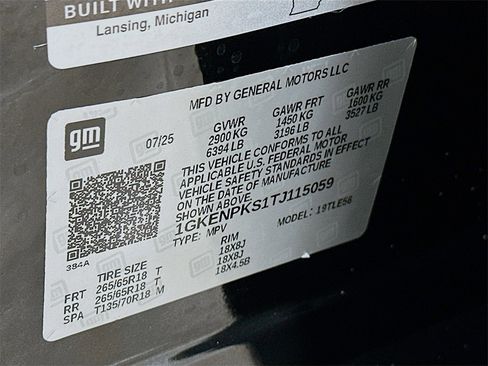 BUILT WITH
Lansing, Michigan
gm
MFD BY GENERAL MOTORS LLC
07/25
GVWR GAWR FRT GAWR RR
2900 KG 1450 KG 1600 KG
6394 LB 3196 LB 3527 LB
THIS VEHICLE CONFORMS TO ALL
APPLICABLE U.S. FEDERAL MOTOR
VEHICLE SAFETY STANDARDS IN EFFECT
ON THE DATE OF MANUFACTURE
SHOWN ABOVE.
1GKENPKS1TJ115059
TYPE: MPV MODEL: 19TLE56
384A
TIRE SIZE RIM
FRT 265/65R18 T 18X8J
RR 265/65R18 T 18X8J
SPA T135/70R18 M 18X4.5B